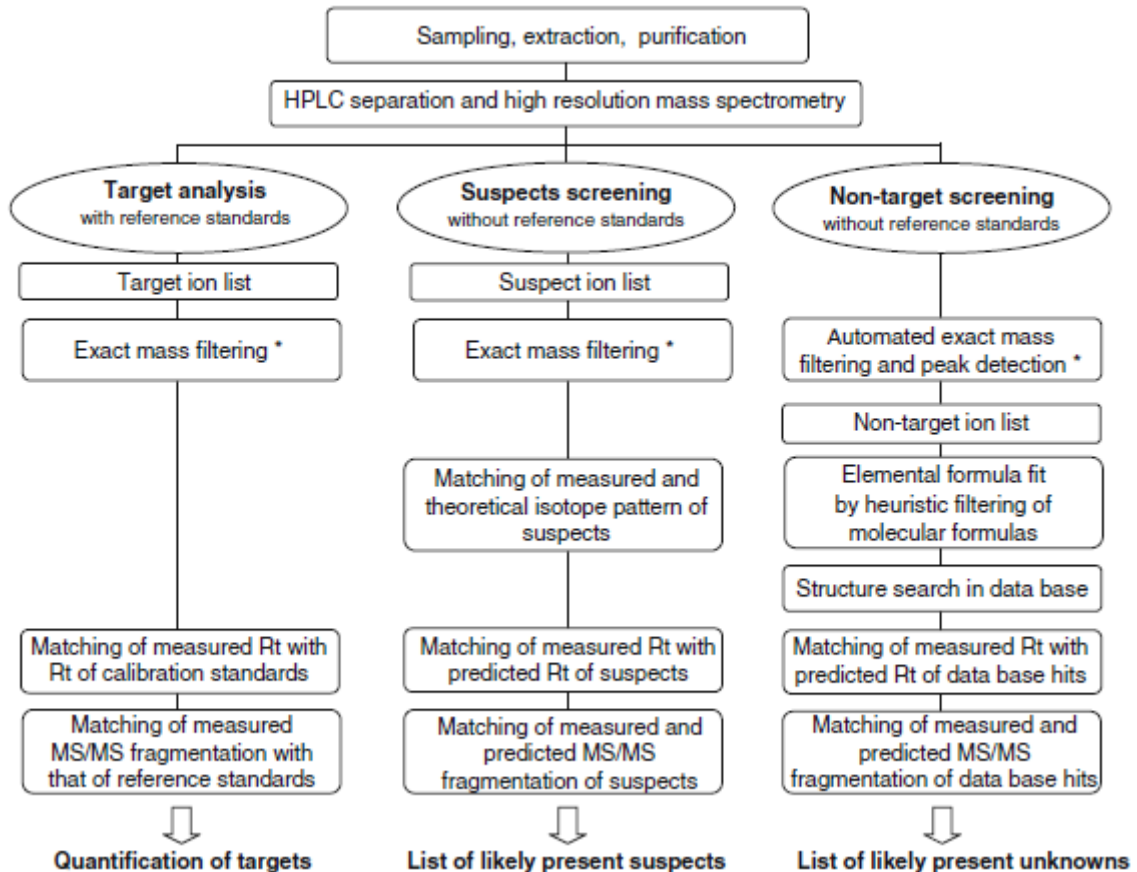 Sampling, extraction, purification
HPLC separation and high resolution mass spectrometry
Target analysis
with reference standards
Suspects screening
without reference standards
Non-target screening
without reference standards
Target ion list
Suspect ion list
Exact mass filtering *
Exact mass filtering *
Automated exact mass
filtering and peak detection *
Non-target ion list
Matching of measured and
theoretical isotope pattern of
suspects
Elemental formula fit
by heuristic filtering of
molecular formulas
Structure search in data base
Matching of measured Rt with
Rt of calibration standards
Matching of measured Rt with
predicted Rt of suspects
Matching of measured Rt with
predicted Rt of data base hits
Matching of measured
MS/MS fragmentation with
that of reference standards
Matching of measured and
predicted MS/MS
fragmentation of suspects
Matching of measured and
predicted MS/MS
fragmentation of data base hits
Quantification of targets
List of likely present suspects
List of likely present unknowns